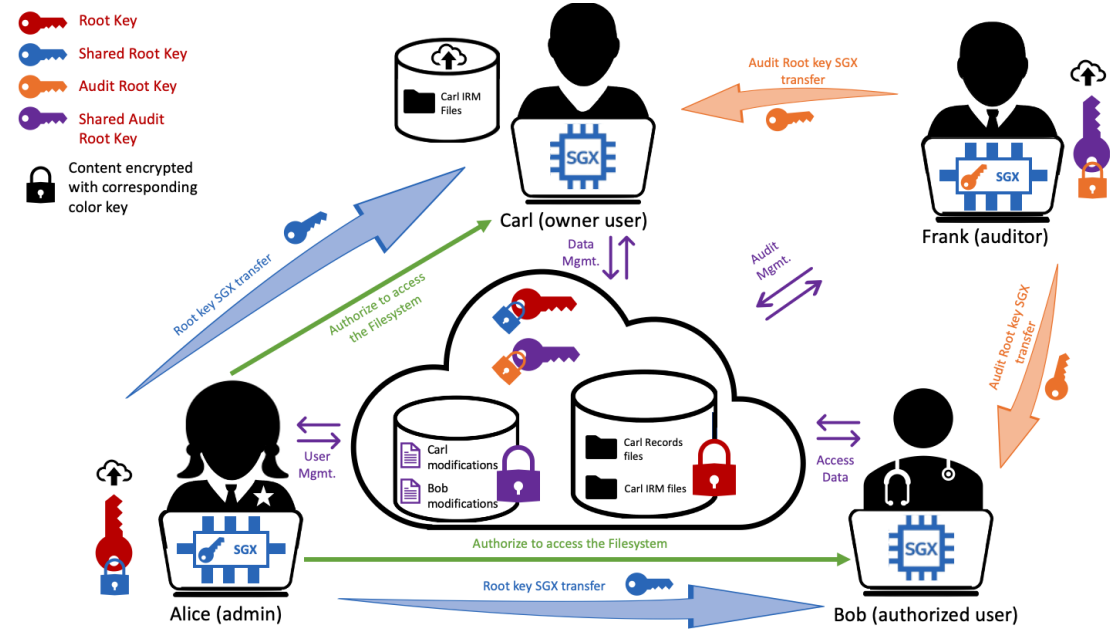 Root Key
Shared Root Key
Audit Root Key
Shared Audit
Root Key
Content encrypted
with corresponding
color key
Carl IRM
Files
SGX
Carl (owner user)
Audit Root key SGX
transfer
SGX
Frank (auditor)
Root key SGX transfer
Authorize to access
the Filesystem
Data
Mgmt.
Audit
Mgmt.
Audit Root key SGX
transfer
User
Mgmt.
Carl
modifications
Bob
modifications
Carl Records
files
Carl IRM files
Access
Data
SGX
Alice (admin)
Authorize to access the Filesystem
Root key SGX transfer
SGX
Bob (authorized user)